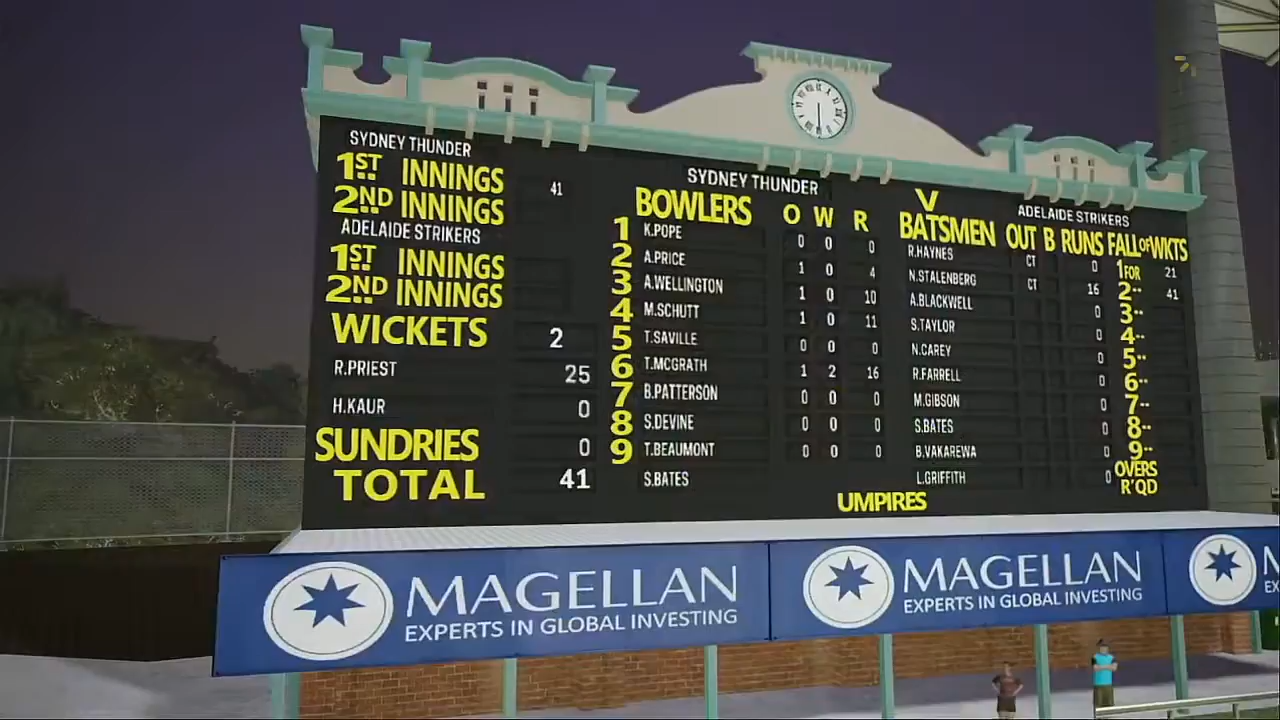 SYDNEY THUNDER
1ST INNINGS 41
2ND INNINGS
ADELAIDE STRIKERS
1ST INNINGS
2ND INNINGS
WICKETS 2
R.PRIEST 25
H.KAUR 0
SUNDRIES 0
TOTAL 41
SYDNEY THUNDER
BOWLERS O W R
1 K.POPE 0 0 0
2 A.PRICE 1 0 4
3 A.WELLINGTON 1 0 10
4 M.SCHUTT 1 0 11
5 T.SAVILLE 0 0 0
6 T.MCGRATH 1 2 16
7 B.PATTERSON 0 0 0
8 S.DEVINE 0 0 0
9 T.BEAUMONT 0 0 0
S.BATES
V
ADELAIDE STRIKERS
BATSMEN OUT B RUNS FALL OF WKTS
R.HAYNES CT 0 1 FOR 21
N.STALENBERG CT 16 2" 41
A.BLACKWELL 0 3"
S.TAYLOR 0 4"
N.CAREY 0 5"
R.FARRELL 0 6"
M.GIBSON 0 7"
S.BATES 0 8"
B.VAKAREWA 0 9"
L.GRIFFITH 0 OVERS
R'QD
UMPIRES
MAGELLAN
EXPERTS IN GLOBAL INVESTING
MAGELLAN
EXPERTS IN GLOBAL INVESTING
M
E